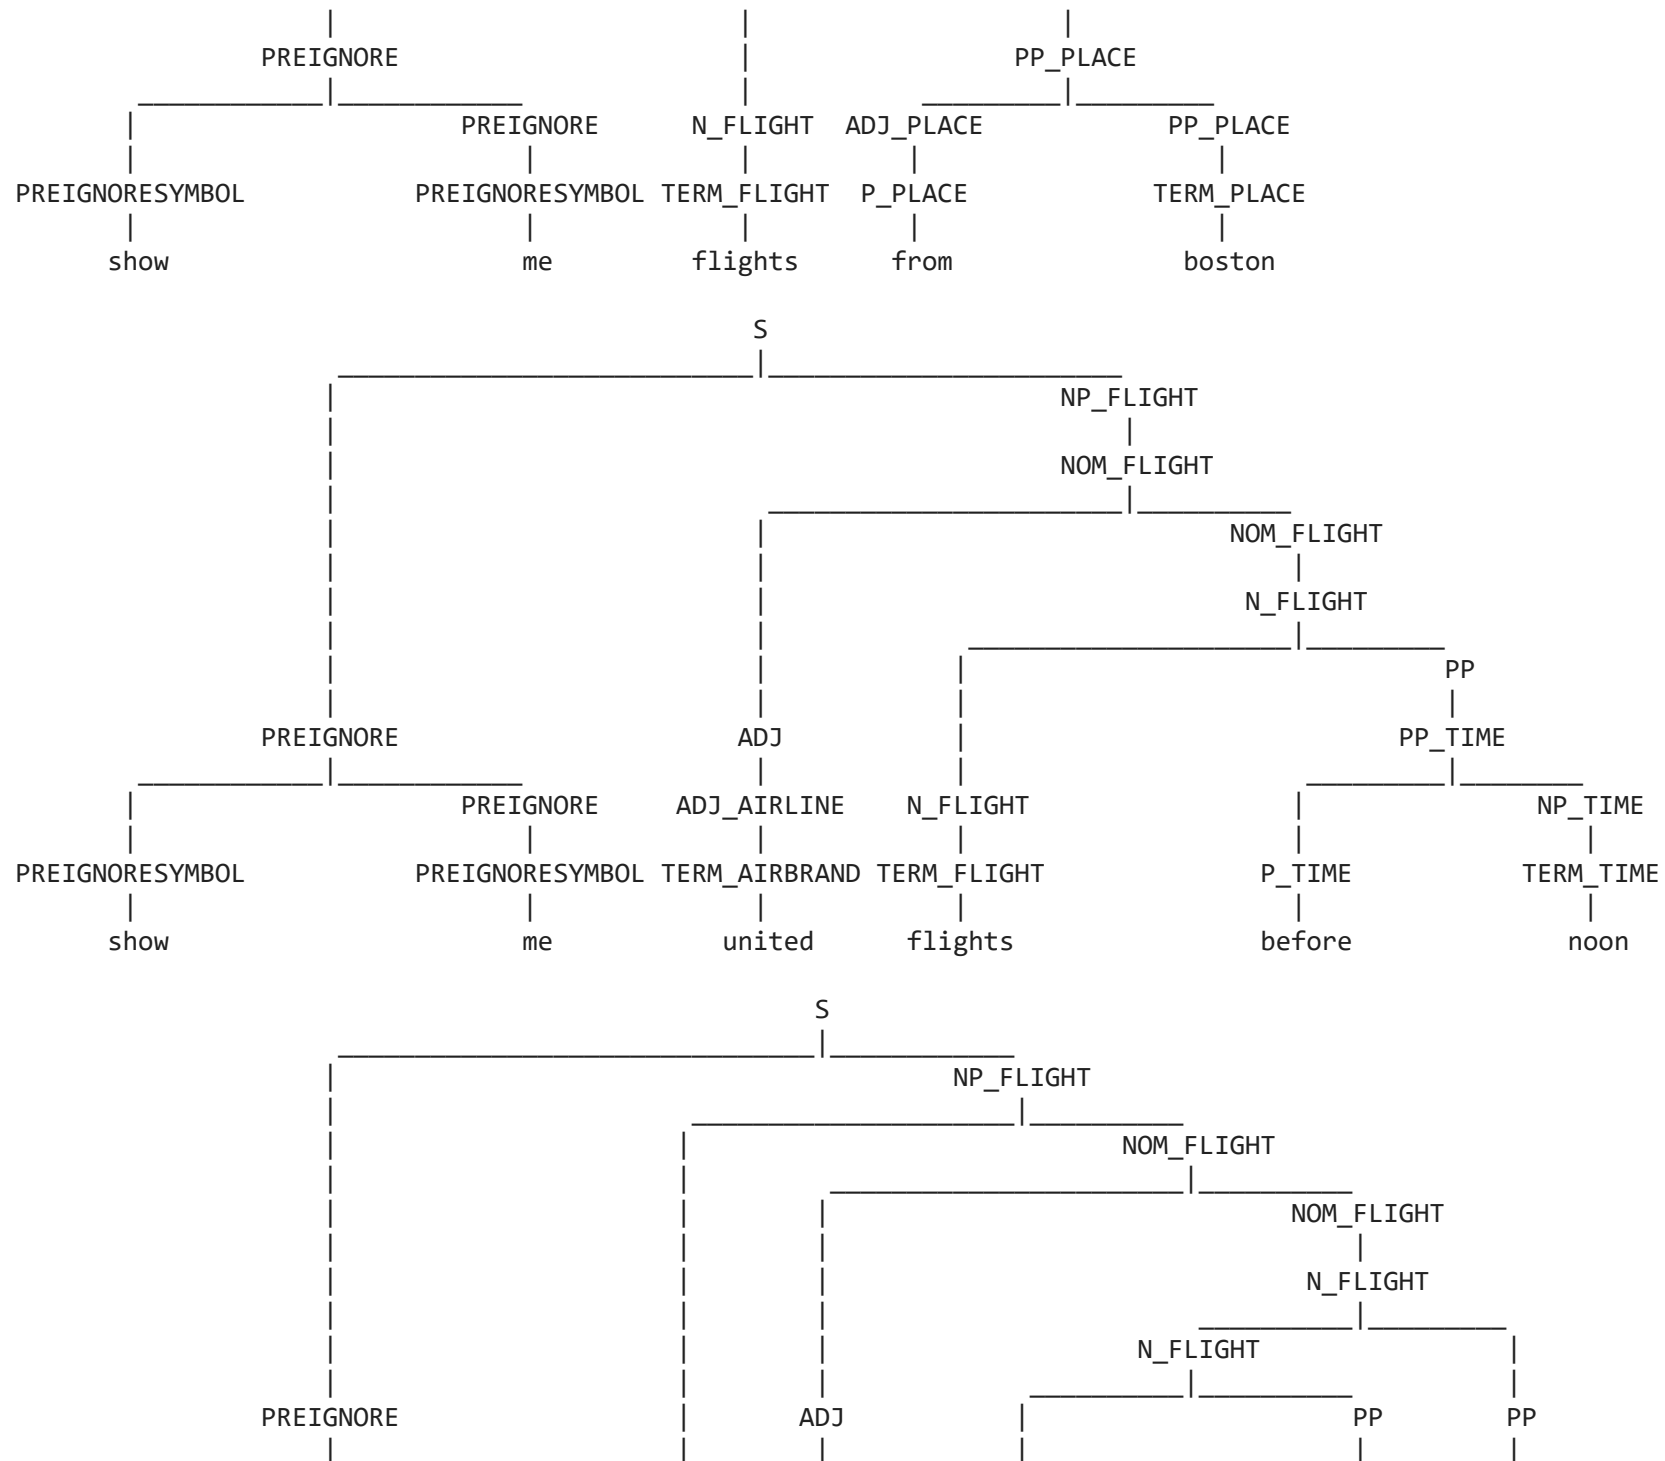 PREIGNORE PP_PLACE
PREIGNORE N_FLIGHT ADJ_PLACE PP_PLACE
PREIGNORESYMBOL PREIGNORESYMBOL TERM_FLIGHT P_PLACE TERM_PLACE
show me flights from boston
S
NP_FLIGHT
NOM_FLIGHT
NOM_FLIGHT
N_FLIGHT
PP
PREIGNORE ADJ PP_TIME
PREIGNORE ADJ_AIRLINE N_FLIGHT NP_TIME
PREIGNORESYMBOL PREIGNORESYMBOL TERM_AIRBRAND TERM_FLIGHT P_TIME TERM_TIME
show me united flights before noon
S
NP_FLIGHT
NOM_FLIGHT
NOM_FLIGHT
N_FLIGHT
N_FLIGHT
PREIGNORE ADJ PP PP